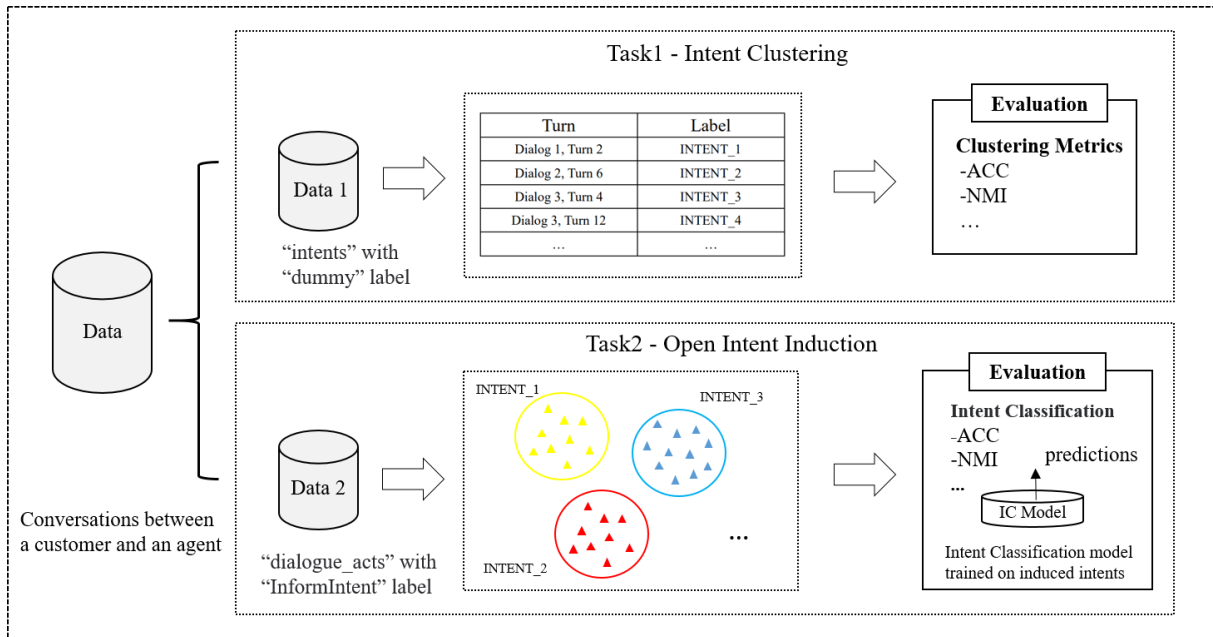 Data
Conversations between
a customer and an agent
Task1 - Intent Clustering
Data 1
“intents” with
“dummy” label
Turn Label
Dialog 1, Turn 2 INTENT_1
Dialog 2, Turn 6 INTENT_2
Dialog 3, Turn 4 INTENT_3
Dialog 3, Turn 12 INTENT_4
... ...
Evaluation
Clustering Metrics
-ACC
-NMI
...
Task2 - Open Intent Induction
Data 2
“dialogue_acts” with
“InformIntent” label
INTENT_1
INTENT_3
INTENT_2
...
Evaluation
Intent Classification
-ACC
-NMI
...
predictions
IC Model
Intent Classification model
trained on induced intents